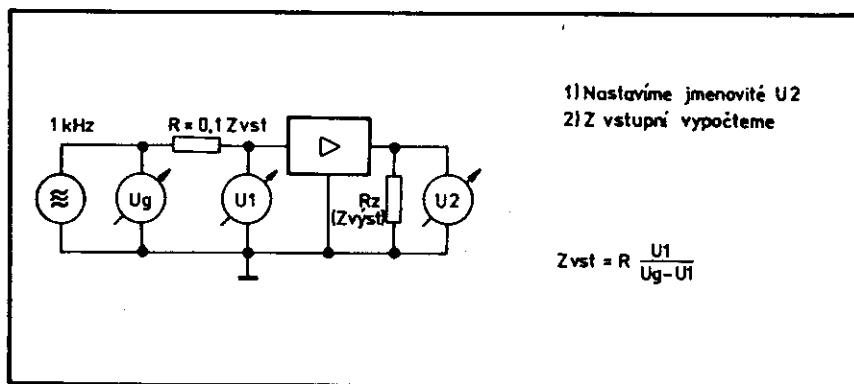 1) Nastavíme jmenovité U2
2) Z vstupní vypočteme
1 kHz
R = 0,1 Zvst
Ug
U1
Rz
(Zvýst)
U2
Zvst = R U1 / Ug-U1